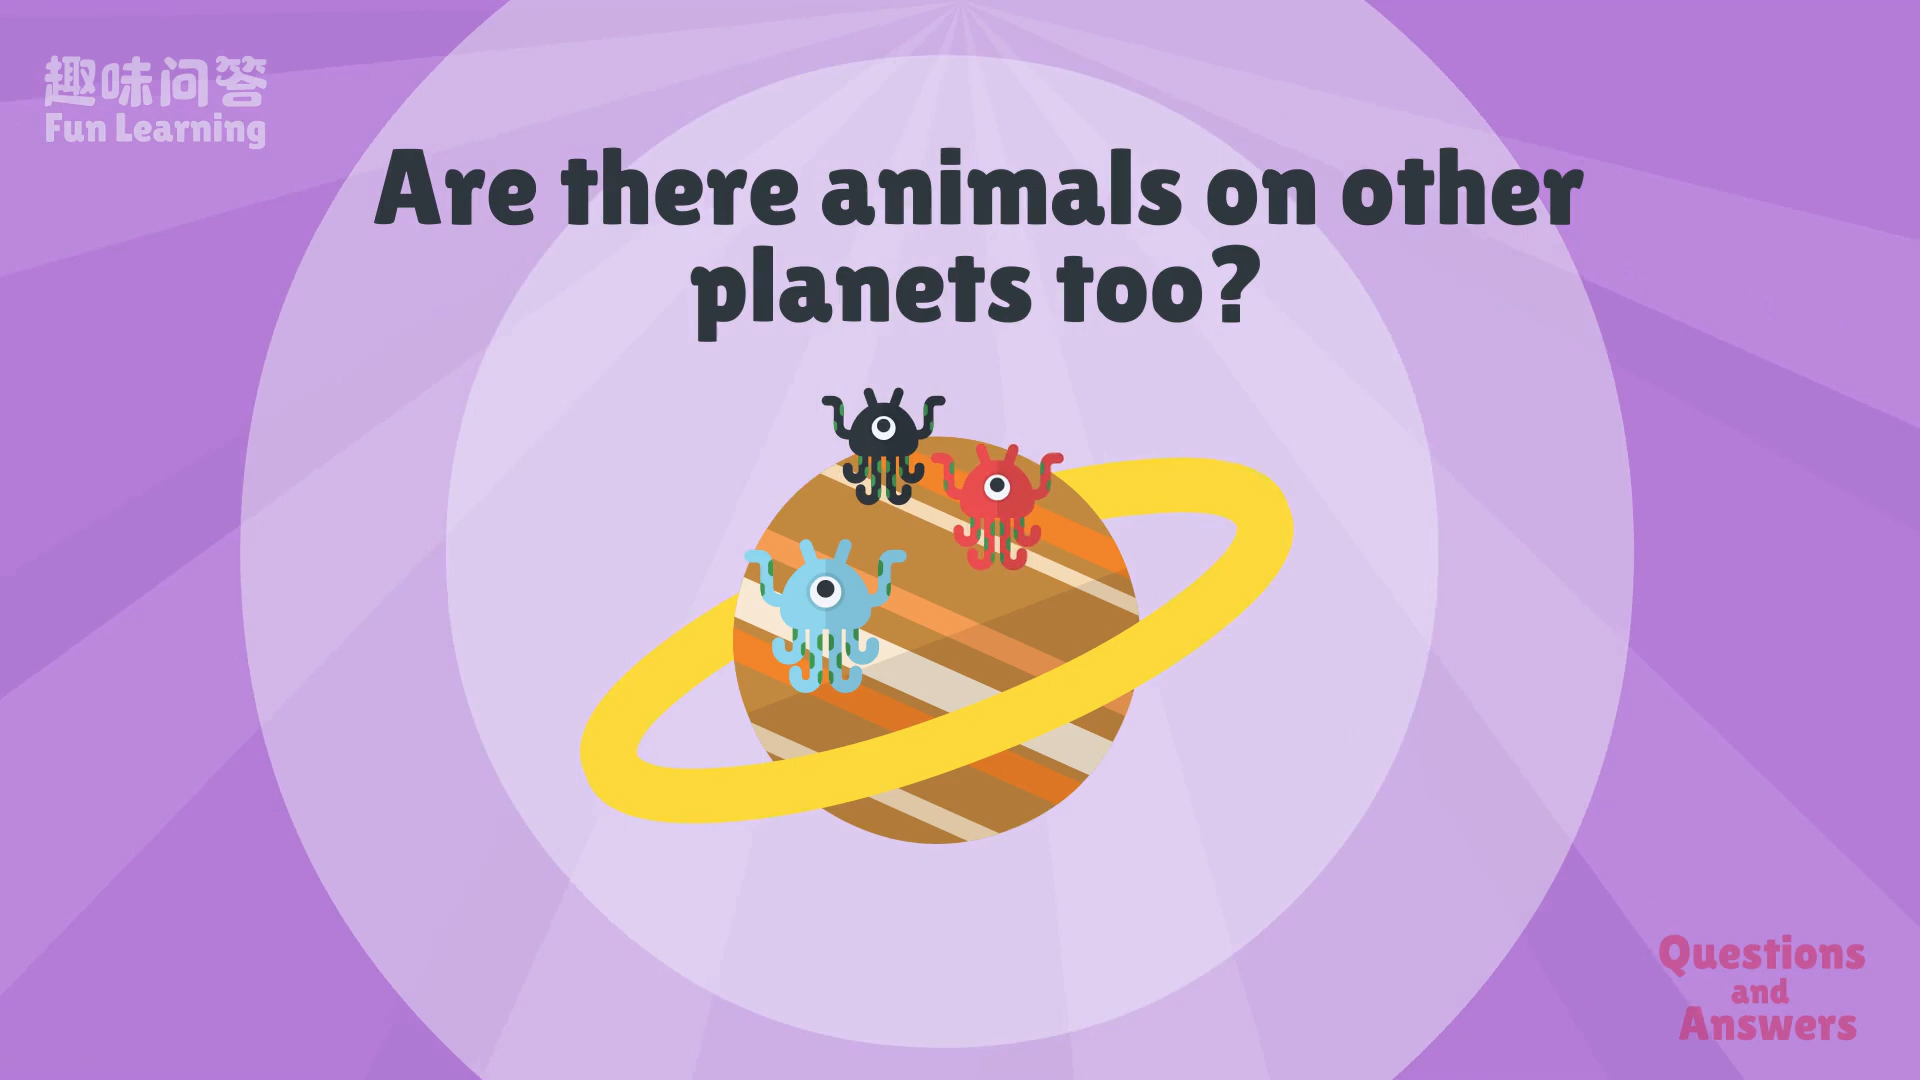 趣味问答
Fun Learning
Are there animals on other
planets too?
Questions
and
Answers